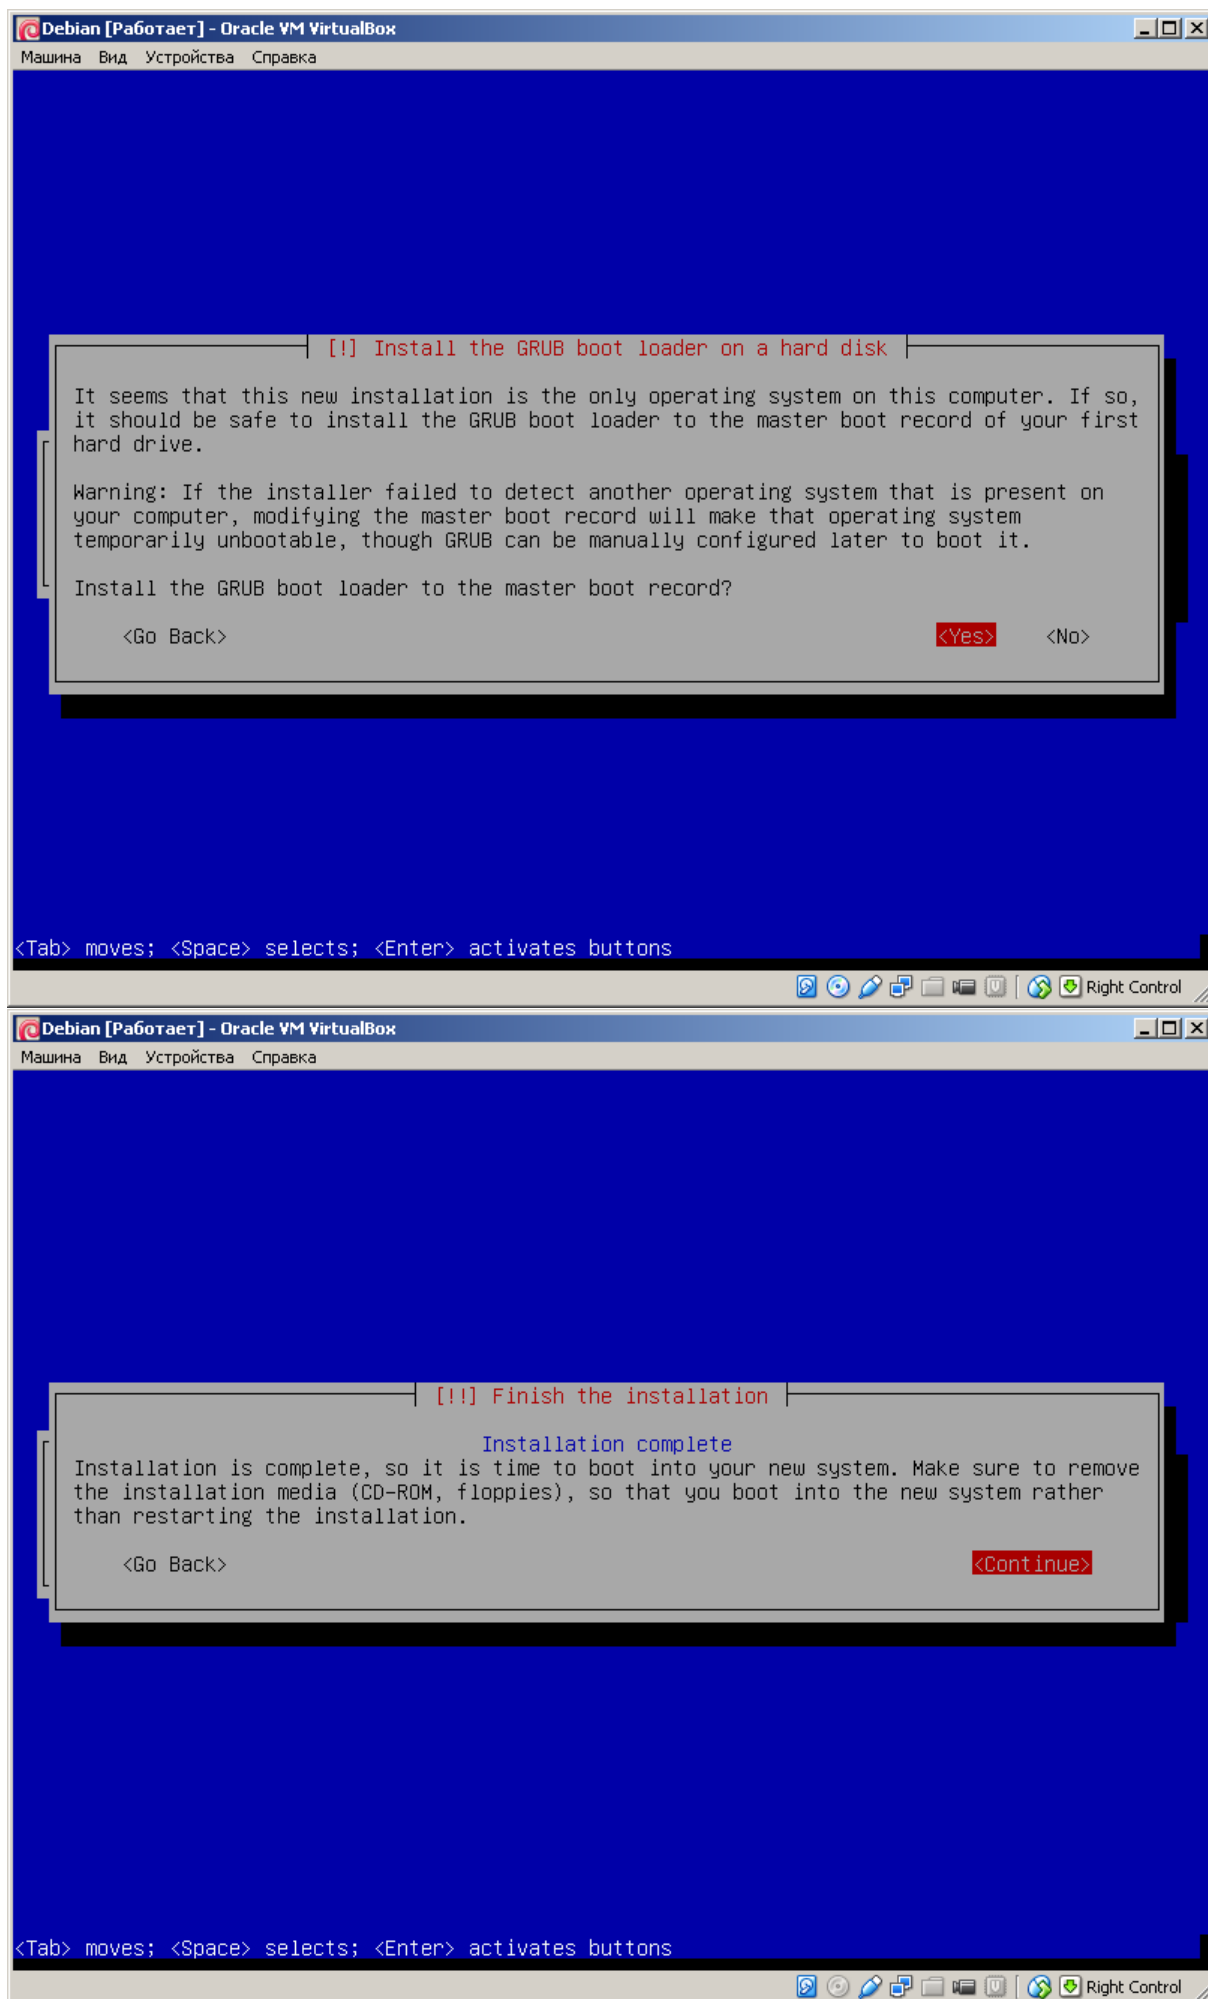 Debian [Работает] - Oracle VM VirtualBox
Машина Вид Устройства Справка
[!] Install the GRUB boot loader on a hard disk
It seems that this new installation is the only operating system on this computer. If so,
it should be safe to install the GRUB boot loader to the master boot record of your first
hard drive.
Warning: If the installer failed to detect another operating system that is present on
your computer, modifying the master boot record will make that operating system
temporarily unbootable, though GRUB can be manually configured later to boot it.
Install the GRUB boot loader to the master boot record?
<Go Back> <Yes> <No>
<Tab> moves; <Space> selects; <Enter> activates buttons
Right Control
Debian [Работает] - Oracle VM VirtualBox
Машина Вид Устройства Справка
[!!] Finish the installation
Installation complete
Installation is complete, so it is time to boot into your new system. Make sure to remove
the installation media (CD-ROM, floppies), so that you boot into the new system rather
than restarting the installation.
<Go Back> <Continue>
<Tab> moves; <Space> selects; <Enter> activates buttons
Right Control